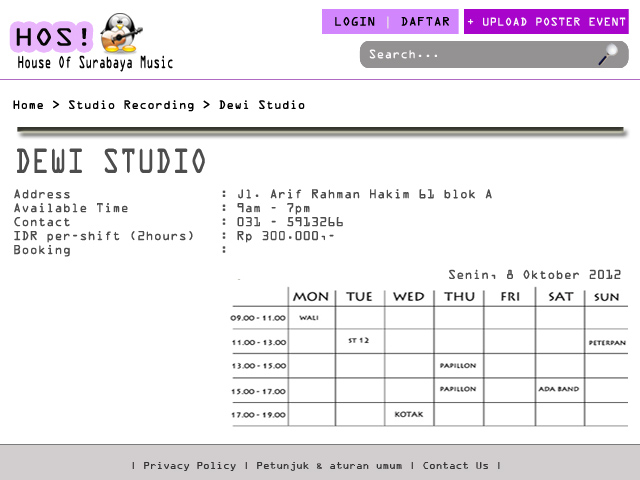 HOS!
House Of Surabaya Music
LOGIN | DAFTAR
+ UPLOAD POSTER EVENT
Search...
Home > Studio Recording > Dewi Studio
DEWI STUDIO
Address : Jl. Arif Rahman Hakim 61 blok A
Available Time : 9am - 7pm
Contact : 031 - 5913266
IDR per-shift (2hours) : Rp 300.000,-
Booking :
Senin, 8 Oktober 2012
MON TUE WED THU FRI SAT SUN
09.00 - 11.00 WALI
11.00 - 13.00 ST 12 PETERPAN
13.00 - 15.00 PAPILLON
15.00 - 17.00 PAPILLON ADA BAND
17.00 - 19.00 KOTAK
| Privacy Policy | Petunjuk & aturan umum | Contact Us |